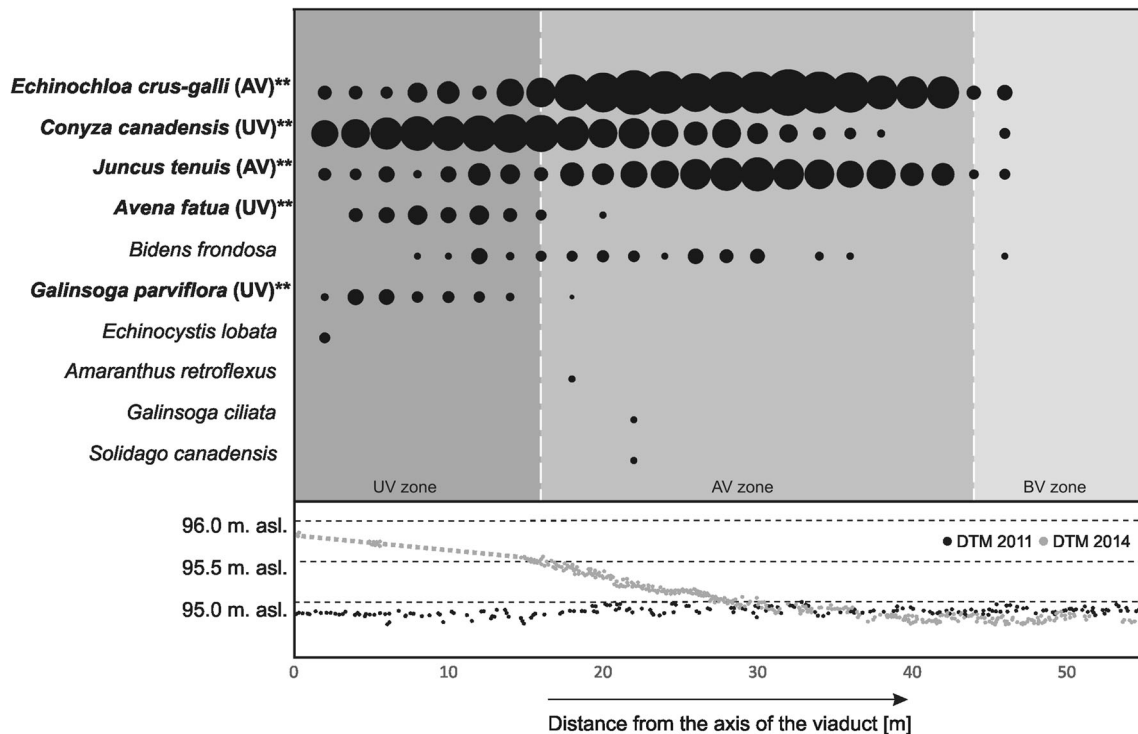 Echinochloa crus-galli (AV)**
Conyza canadensis (UV)**
Juncus tenuis (AV)**
Avena fatua (UV)**
Bidens frondosa
Galinsoga parviflora (UV)**
Echinocystis lobata
Amaranthus retroflexus
Galinsoga ciliata
Solidago canadensis
UV zone AV zone BV zone
96.0 m. asl.
DTM 2011 DTM 2014
95.5 m. asl.
95.0 m. asl.
0 10 20 30 40 50
Distance from the axis of the viaduct [m]